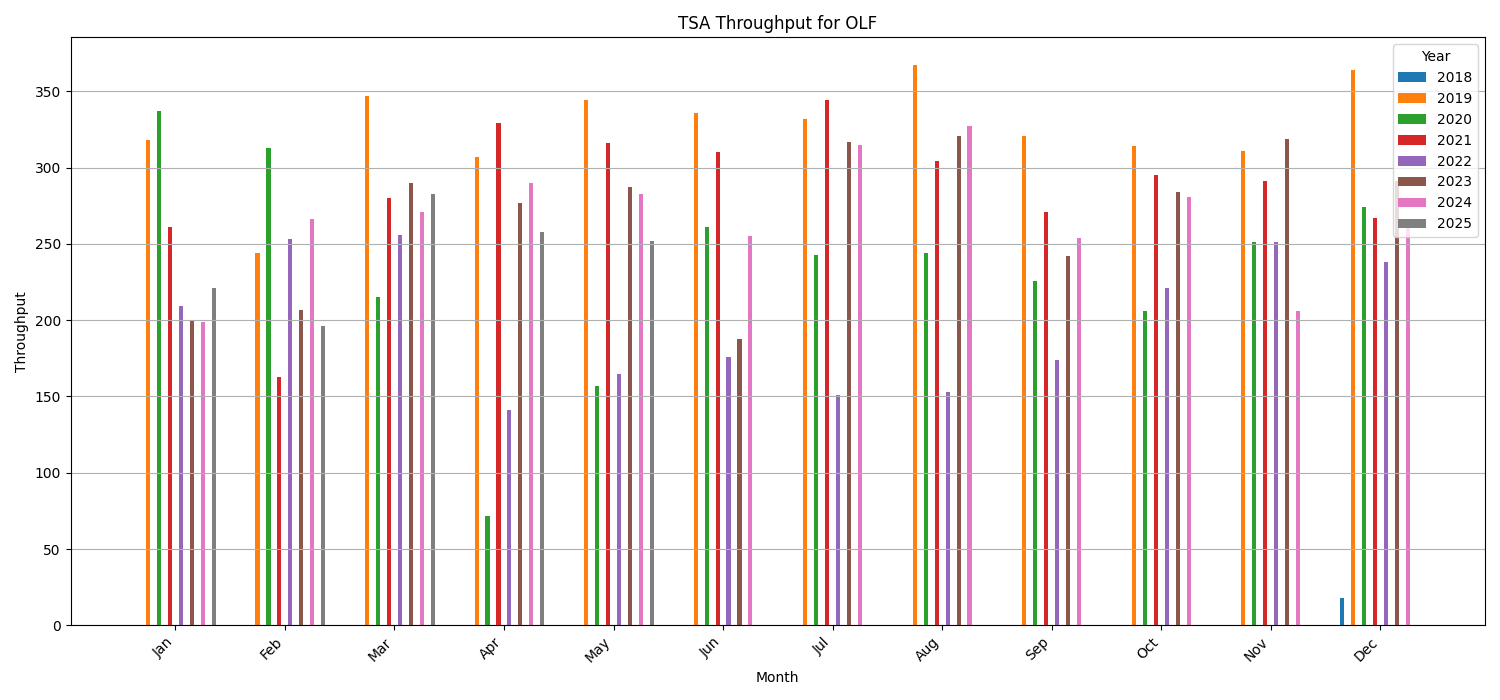 TSA Throughput for OLF
Throughput
350
300
250
200
150
100
50
0
Jan
Feb
Mar
Apr
May
Jun
Jul
Aug
Sep
Oct
Nov
Dec
Month
Year
2018
2019
2020
2021
2022
2023
2024
2025